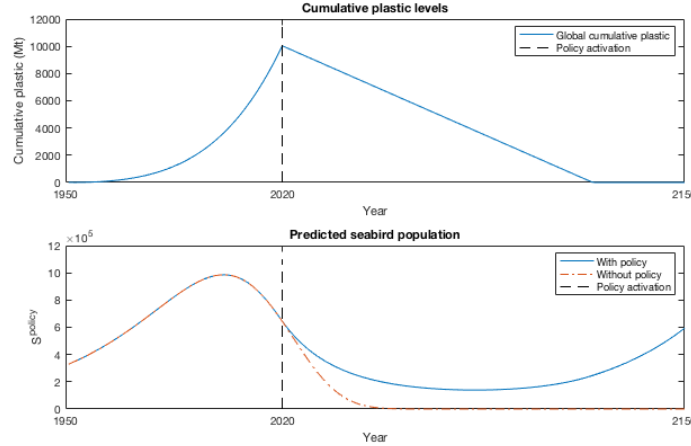 Cumulative plastic levels
12000
10000
8000
6000
4000
2000
0
Cumulative plastic (Mt)
Global cumulative plastic
Policy activation
1950
2020
215
Year
Predicted seabird population
×10^5
12
10
8
6
4
2
0
S^policy
With policy
Without policy
Policy activation
1950
2020
215
Year